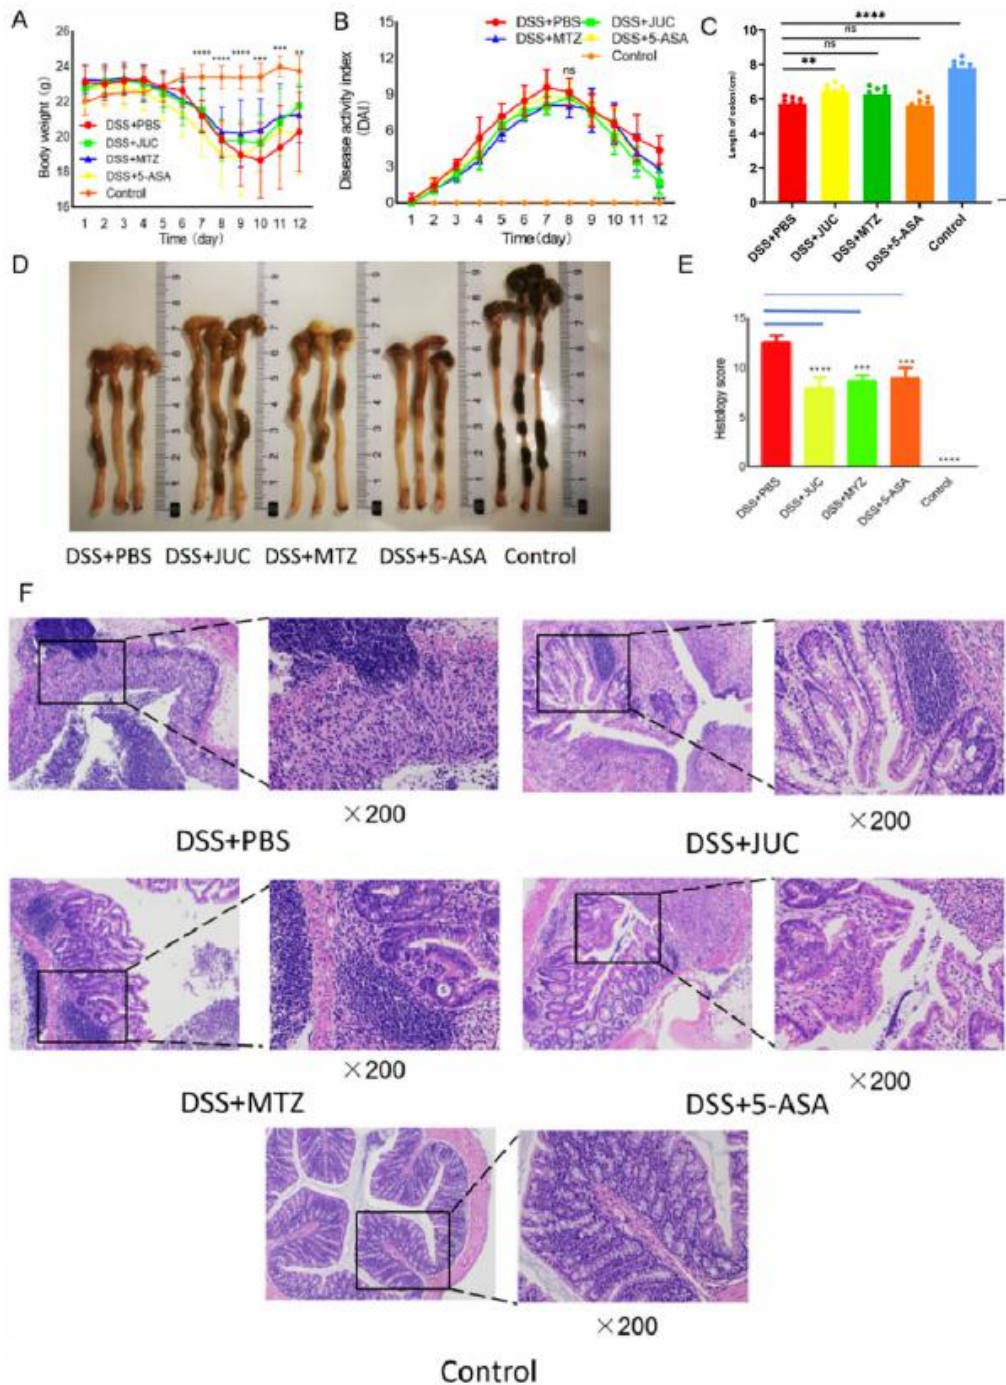 A
Body weight (g)
26
24
22
20
18
16
**** **** *** ***  **
**** 
DSS+PBS
DSS+JUC
DSS+MTZ
DSS+5-ASA
Control
1 2 3 4 5 6 7 8 9 10 11 12
Time (day)
B
DSS+PBS DSS+JUC
DSS+MTZ DSS+5-ASA
Control
Disease activity index
(DAI)
15
12
9
6
3
0
ns
***
1 2 3 4 5 6 7 8 9 10 11 12
Time(day)
C
Length of colon(cm)
10
8
6
4
2
0
****
ns
ns
**
DSS+PBS
DSS+JUC
DSS+MTZ
DSS+5-ASA
Control
D
DSS+PBS DSS+JUC DSS+MTZ DSS+5-ASA Control
E
Histology score
15
10
5
0
**** *** *** ****
DSS+PBS
DSS+JUC
DSS+MYZ
DSS+5-ASA
Control
F
×200
DSS+PBS
×200
DSS+JUC
×200
DSS+MTZ
×200
DSS+5-ASA
×200
Control